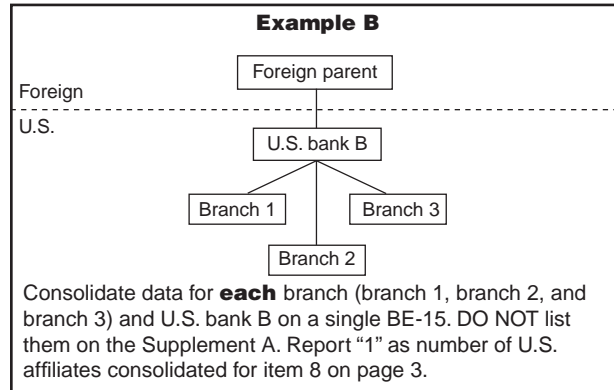 Example B
Foreign parent
Foreign
U.S.
U.S. bank B
Branch 1
Branch 3
Branch 2
Consolidate data for each branch (branch 1, branch 2, and
branch 3) and U.S. bank B on a single BE-15. DO NOT list
them on the Supplement A. Report “1” as number of U.S.
affiliates consolidated for item 8 on page 3.